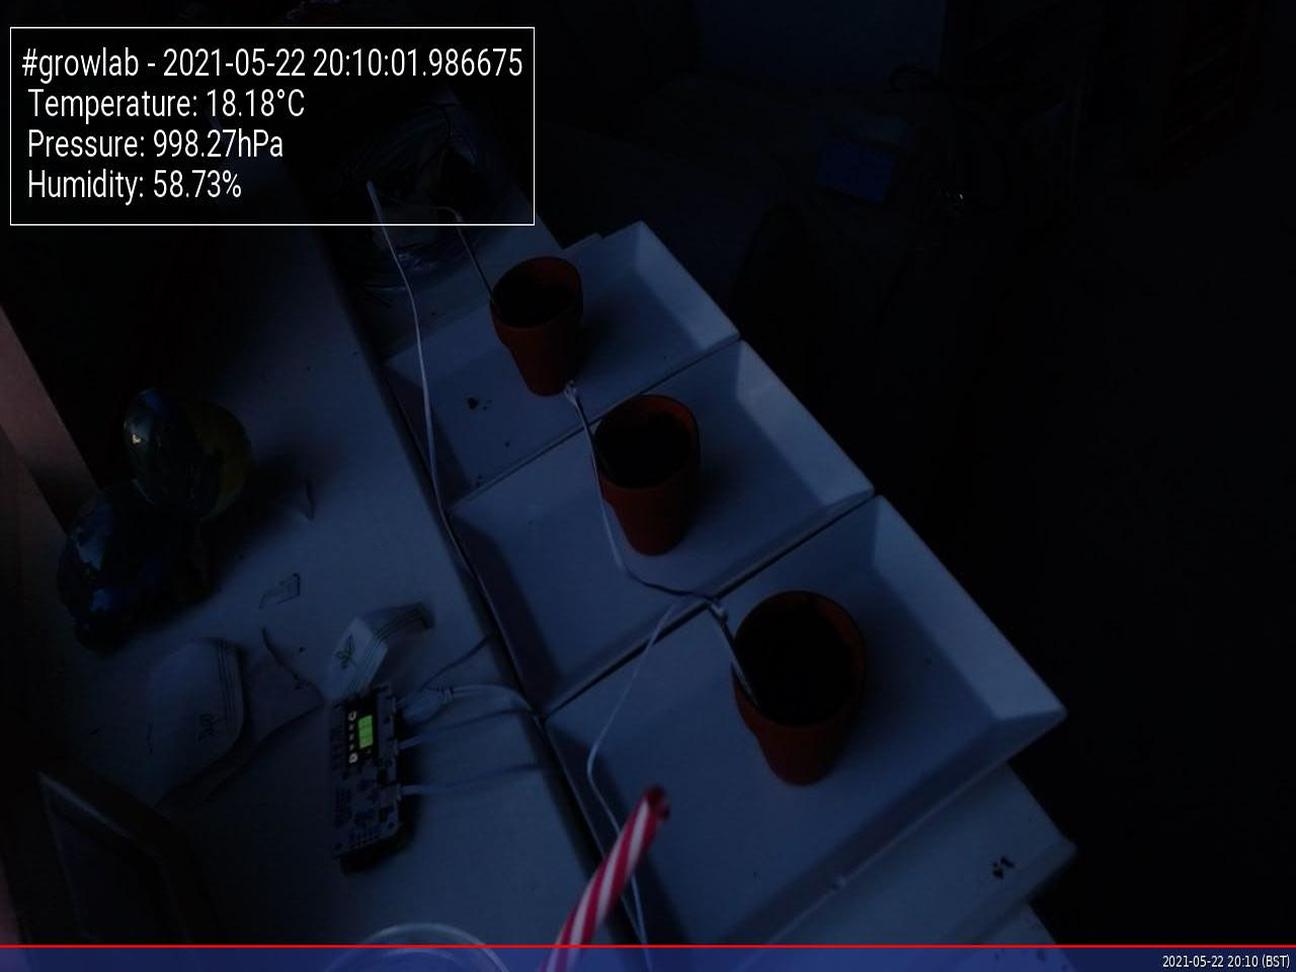 #growlab - 2021-05-22 20:10:01.986675
Temperature: 18.18°C
Pressure: 998.27hPa
Humidity: 58.73%
2021-05-22 20:10 (BST)